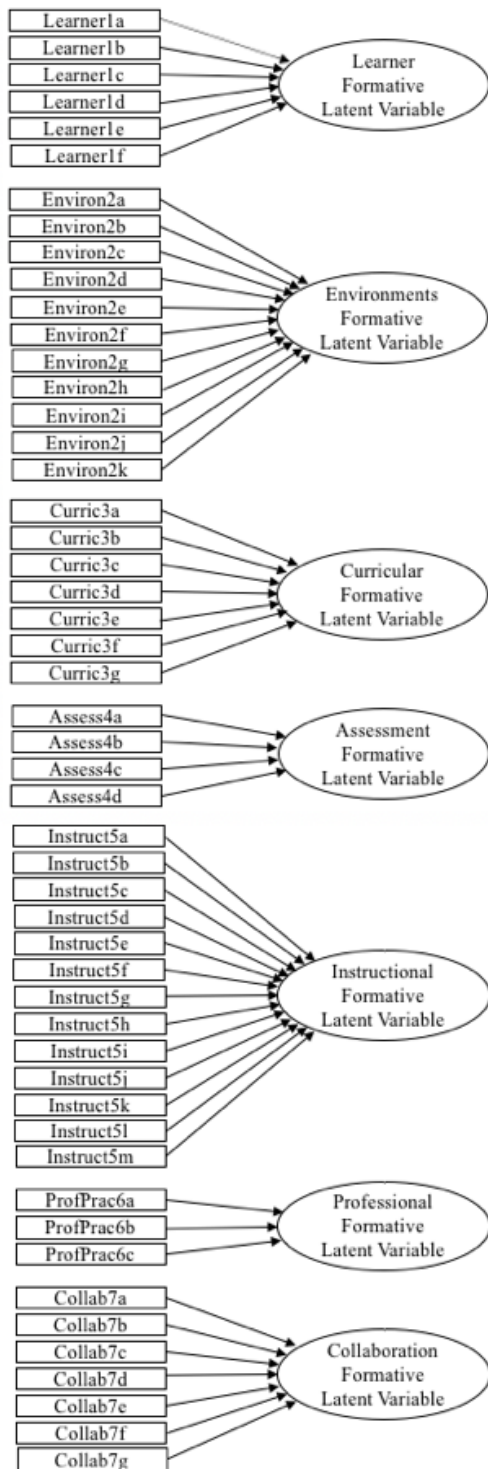 Learner1a
Learner1b
Learner1c
Learner1d
Learner1e
Learner1f
Learner
Formative
Latent Variable
Environ2a
Environ2b
Environ2c
Environ2d
Environ2e
Environ2f
Environ2g
Environ2h
Environ2i
Environ2j
Environ2k
Environments
Formative
Latent Variable
Curric3a
Curric3b
Curric3c
Curric3d
Curric3e
Curric3f
Curric3g
Curricular
Formative
Latent Variable
Assess4a
Assess4b
Assess4c
Assess4d
Assessment
Formative
Latent Variable
Instruct5a
Instruct5b
Instruct5c
Instruct5d
Instruct5e
Instruct5f
Instruct5g
Instruct5h
Instruct5i
Instruct5j
Instruct5k
Instruct5l
Instruct5m
Instructional
Formative
Latent Variable
ProfPrac6a
ProfPrac6b
ProfPrac6c
Professional
Formative
Latent Variable
Collab7a
Collab7b
Collab7c
Collab7d
Collab7e
Collab7f
Collab7g
Collaboration
Formative
Latent Variable